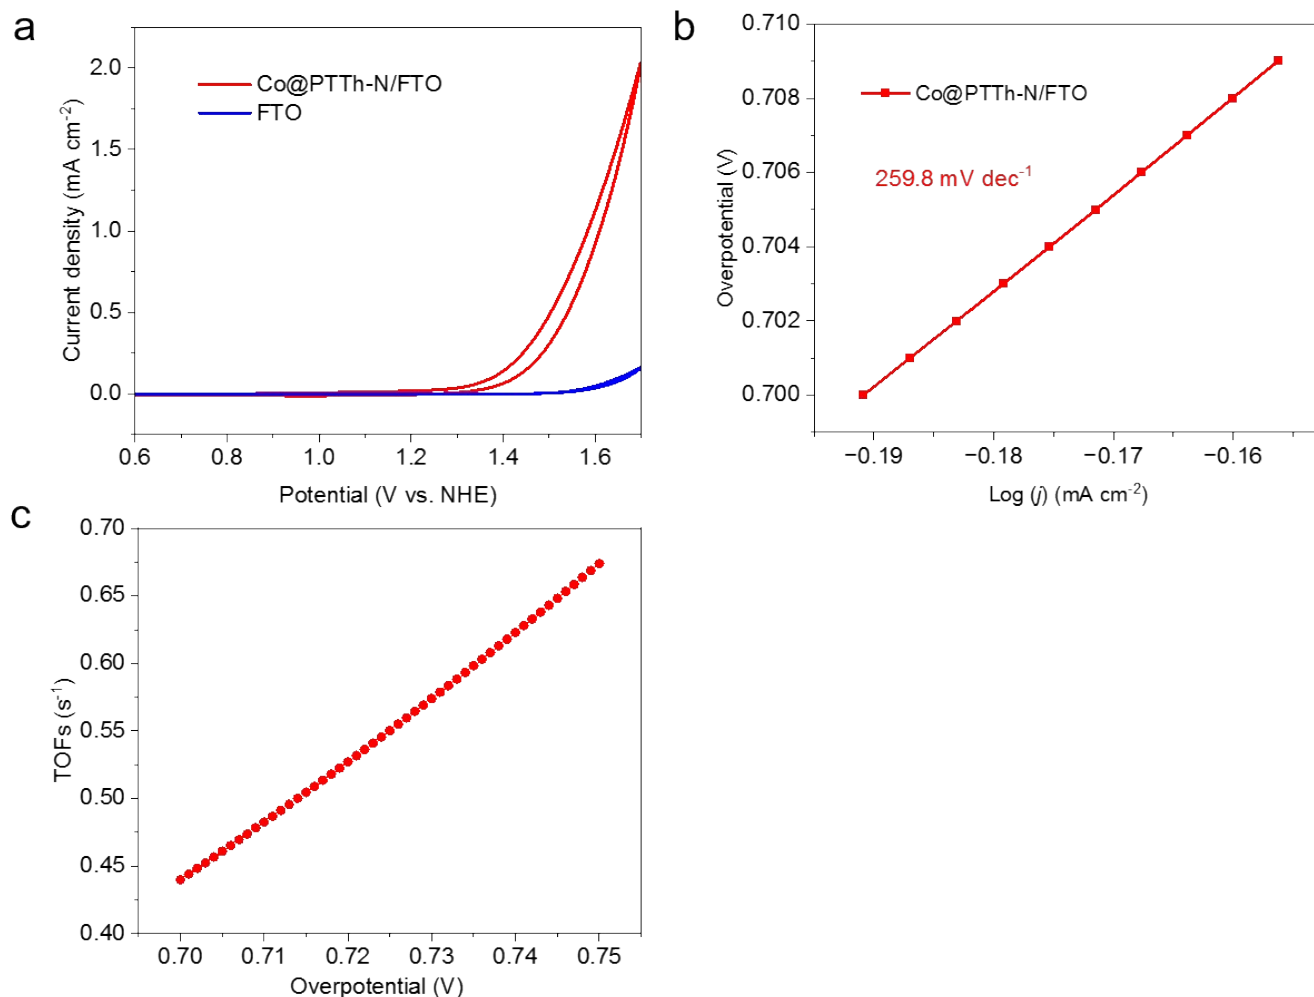 a
Co@PTTh-N/FTO
FTO
2.0
1.5
1.0
0.5
0.0
Current density (mA cm⁻²)
0.6 0.8 1.0 1.2 1.4 1.6
Potential (V vs. NHE)
b
Co@PTTh-N/FTO
259.8 mV dec⁻¹
0.710
0.708
0.706
0.704
0.702
0.700
Overpotential (V)
−0.19 −0.18 −0.17 −0.16
Log (j) (mA cm⁻²)
c
0.70
0.65
0.60
0.55
0.50
0.45
0.40
TOFs (s⁻¹)
0.70 0.71 0.72 0.73 0.74 0.75
Overpotential (V)